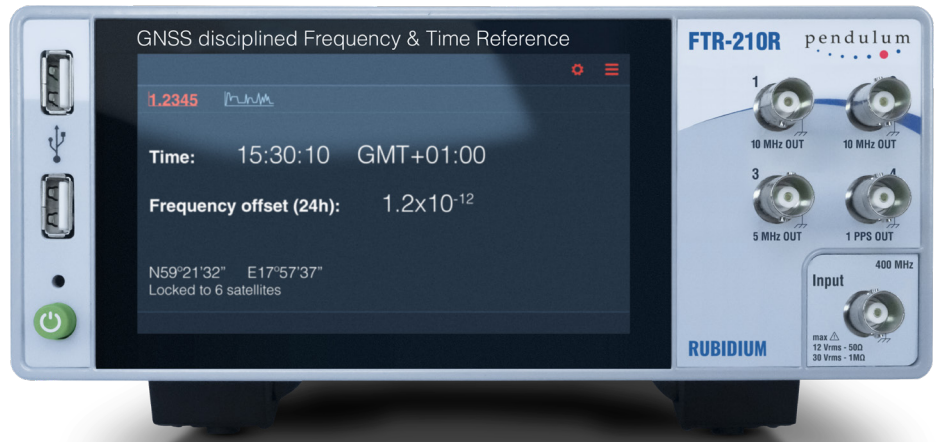 GNSS disciplined Frequency & Time Reference
1.2345
Time: 15:30:10 GMT+01:00
Frequency offset (24h): 1.2x10⁻¹²
N59°21'32" E17°57'37"
Locked to 6 satellites
FTR-210R pendulum
1
10 MHz OUT 10 MHz OUT
3 4
5 MHz OUT 1 PPS OUT
400 MHz
Input
max ⚠
12 Vrms - 50Ω
30 Vrms - 1MΩ
RUBIDIUM